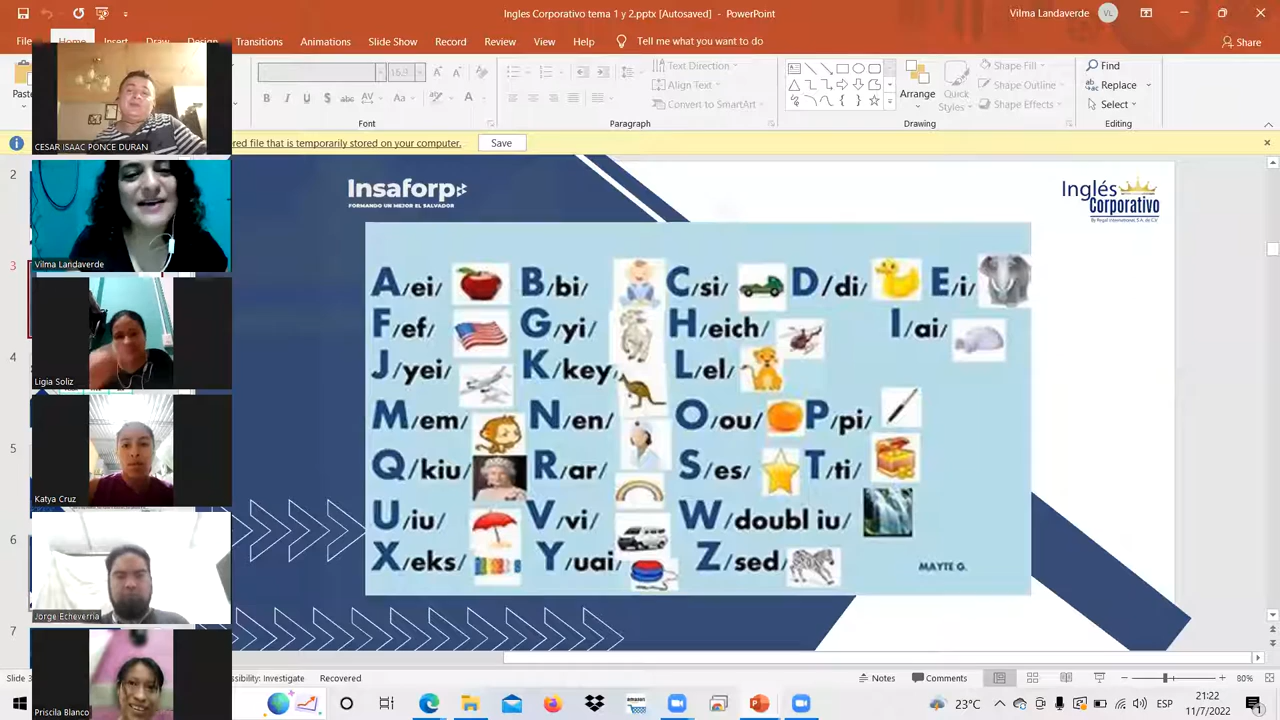 Ingles Corporativo tema 1 y 2.pptx [Autosaved] - PowerPoint
Vilma Landaverde VL
Home Draw Design Transitions Animations Slide Show Record Review View Help Tell me what you want to do Share
Text Direction Shape Fill Find
Align Text Arrange Quick Styles Shape Outline Replace
Convert to SmartArt Shape Effects Select
Font Paragraph Drawing Editing
red file that is temporarily stored on your computer. Save
CESAR ISAAC PONCE DURAN
Vilma Landaverde
Ligia Soliz
Katya Cruz
Jorge Echeverría
Priscila Blanco
Insaforp
FORMANDO UN MEJOR EL SALVADOR
Inglés
Corporativo
A/ei/ B/bi/ C/si/ D/di/ E/i/
F/ef/ G/yi/ H/eich/ I/ai/
J/yei/ K/key/ L/el/
M/em/ N/en/ O/ou/ P/pi/
Q/kiu/ R/ar/ S/es/ T/ti/
U/iu/ V/vi/ W/doubl iu/
X/eks/ Y/uai/ Z/sed/
MAYTE G.
Slide 3 sibility: Investigate Recovered Notes Comments 80%
23°C ESP 21:22
11/7/2022